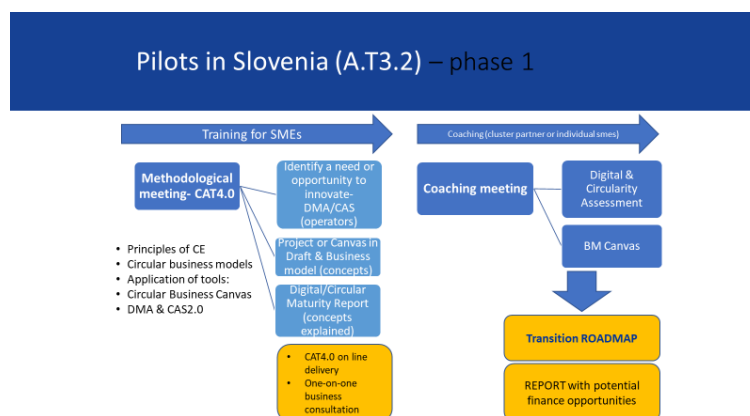 Pilots in Slovenia (A.T3.2) – phase 1
Training for SMEs
Methodological
meeting- CAT4.0
Identify a need or
opportunity to
innovate-
DMA/CAS
(operators)
Project or Canvas in
Draft & Business
model (concepts)
Digital/Circular
Maturity Report
(concepts
explained)
• Principles of CE
• Circular business models
• Application of tools:
• Circular Business Canvas
• DMA & CAS2.0
• CAT4.0 on line
delivery
• One-on-one
business
consultation
Coaching (cluster partner or individual smes)
Coaching meeting
Digital &
Circularity
Assessment
BM Canvas
Transition ROADMAP
REPORT with potential
finance opportunities